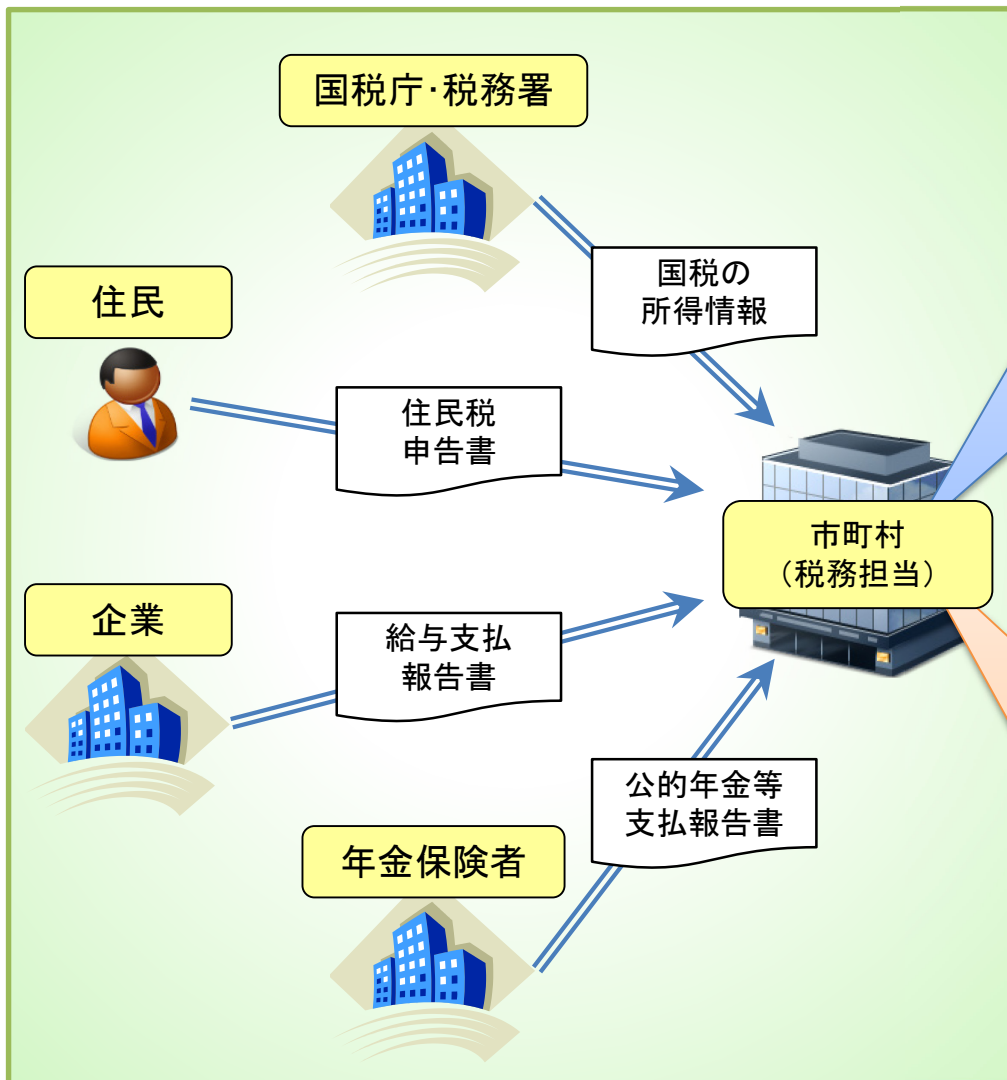 国税庁・税務署
国税の
所得情報
住民
住民税
申告書
市町村
（税務担当）
企業
給与支払
報告書
公的年金等
支払報告書
年金保険者